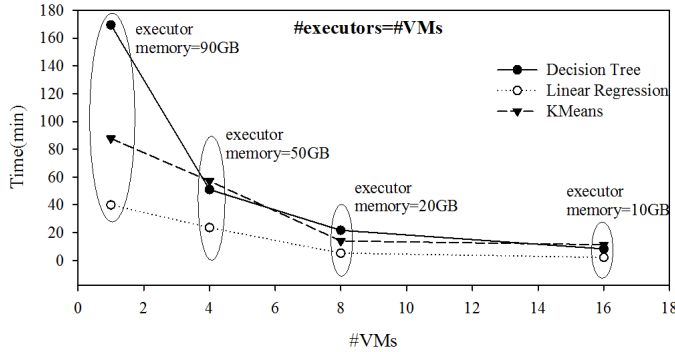 #executors=#VMs
executor
memory=90GB
executor
memory=50GB
executor
memory=20GB
executor
memory=10GB
Decision Tree
Linear Regression
KMeans
Time(min)
180
160
140
120
100
80
60
40
20
0
0 2 4 6 8 10 12 14 16 18
#VMs